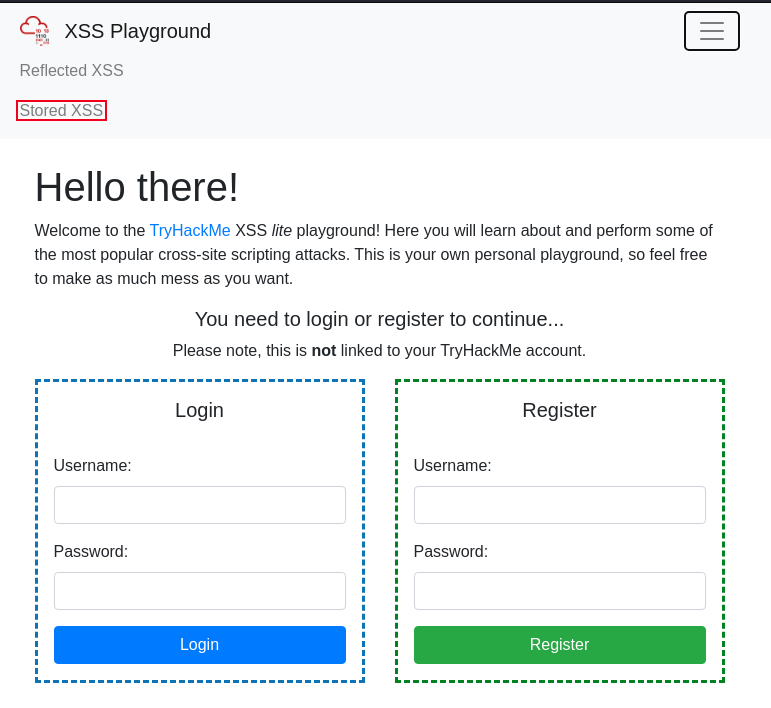 XSS Playground
Reflected XSS
Stored XSS
Hello there!
Welcome to the TryHackMe XSS lite playground! Here you will learn about and perform some of
the most popular cross-site scripting attacks. This is your own personal playground, so feel free
to make as much mess as you want.
You need to login or register to continue...
Please note, this is not linked to your TryHackMe account.
Login
Username:
Password:
Login
Register
Username:
Password:
Register